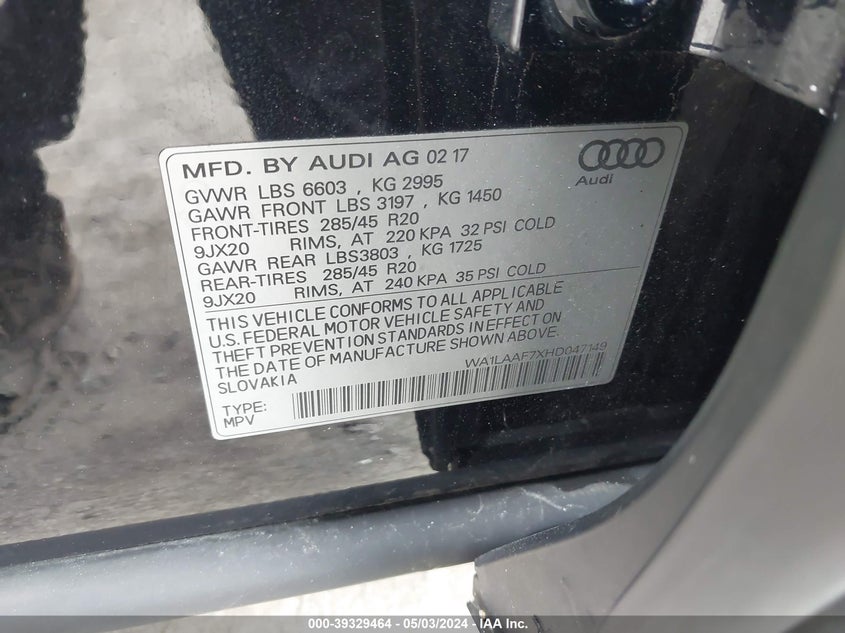 MFD. BY AUDI AG 02 17
Audi
GVWR LBS 6603 , KG 2995
GAWR FRONT LBS 3197 , KG 1450
FRONT-TIRES 285/45 R20
9JX20 RIMS, AT 220 KPA 32 PSI COLD
GAWR REAR LBS3803 , KG 1725
REAR-TIRES 285/45 R20
9JX20 RIMS, AT 240 KPA 35 PSI COLD
THIS VEHICLE CONFORMS TO ALL APPLICABLE
U.S. FEDERAL MOTOR VEHICLE SAFETY AND
THEFT PREVENTION STANDARDS IN EFFECT ON
THE DATE OF MANUFACTURE SHOWN ABOVE.
SLOVAKIA
WA1LAAF7XHD047149
TYPE:
MPV
000-39329464 - 05/03/2024 - IAA Inc.